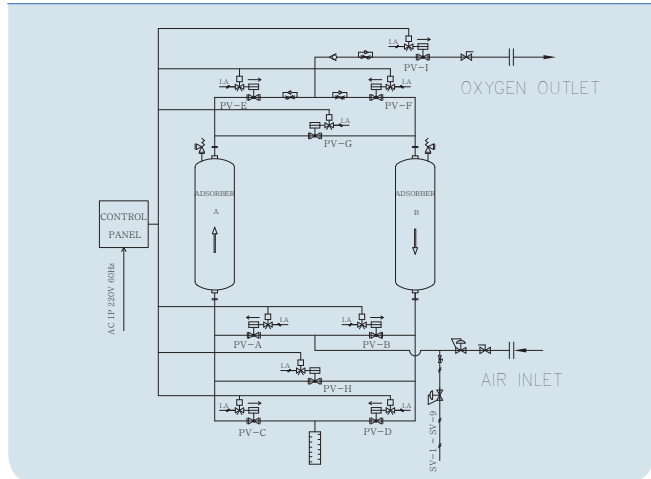 LA
PV-I
OXYGEN OUTLET
LA
LA
PV-E
PV-F
LA
PV-G
ADSORBER
A
ADSORBER
B
CONTROL
PANEL
AC 1P 220V 60Hz
LA
LA
PV-A
PV-B
LA
PV-H
AIR INLET
LA
LA
PV-C
PV-D
SV-1 ~ SV-9